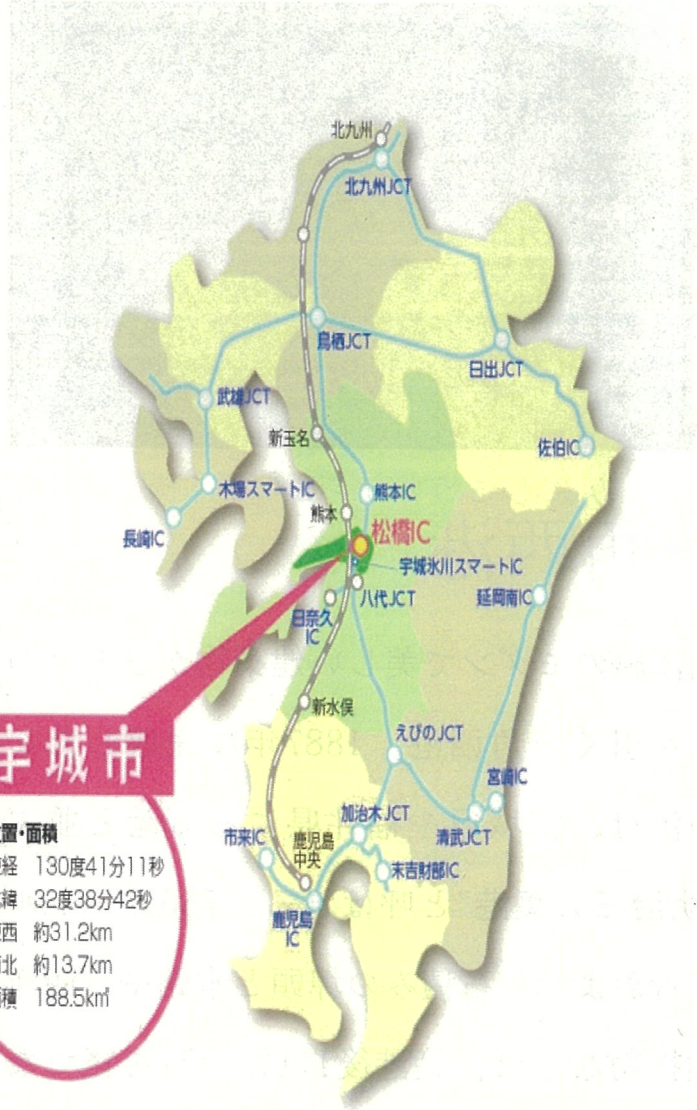 北九州
北九州JCT
鳥栖JCT
日出JCT
武雄JCT
新玉名
佐伯IC
木場スマートIC
熊本IC
熊本
長崎IC
松橋IC
宇城氷川スマートIC
八代JCT
延岡南IC
日奈久
IC
新水俣
えびのJCT
宇城市
宮崎IC
加治木JCT
市来IC
鹿児島
中央
清武JCT
末吉財部IC
鹿児島
IC
置・面積
経 130度41分11秒
緯 32度38分42秒
西 約31.2km
北 約13.7km
積 188.5km²